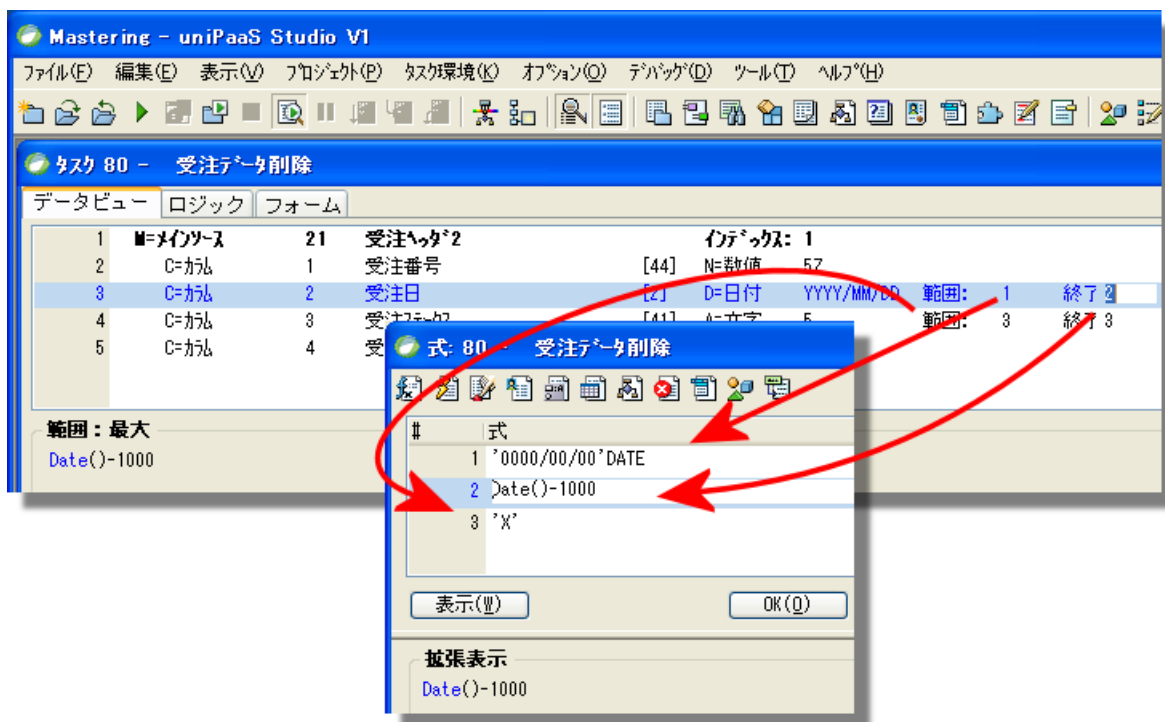 Mastering - uniPaaS Studio V1
ファイル(F) 編集(E) 表示(V) プロジェクト(P) タスク環境(K) オプション(O) デバッグ(D) ツール(T) ヘルプ(H)
タスク 80 - 受注データ削除
データビュー ロジック フォーム
1 M=メインソース 21 受注ヘッダ2 インデックス: 1
2 C=カラム 1 受注番号 [44] N=数値 5Z
3 C=カラム 2 受注日 [2] D=日付 YYYY/MM/DD 範囲: 1 終了 2
4 C=カラム 3 受注ステータス [41] A=文字 5 範囲: 3 終了 3
5 C=カラム 4 受
範囲：最大
Date()-1000
式: 80 - 受注データ削除
# 式
1 '0000/00/00'DATE
2 Date()-1000
3 'X'
表示(W) OK(O)
拡張表示
Date()-1000